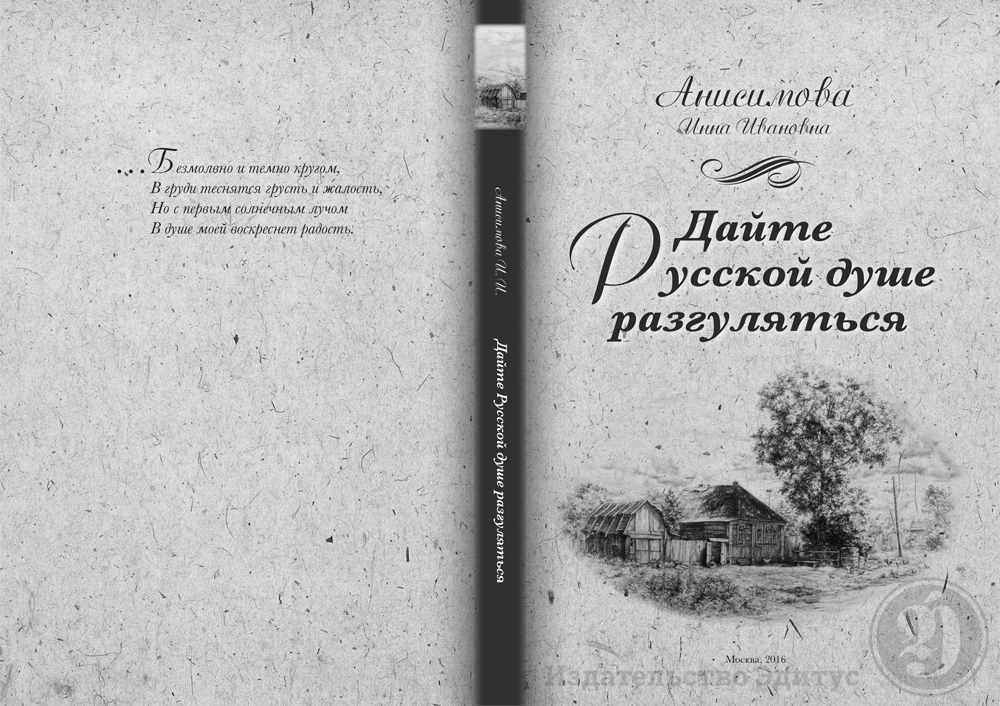 ...Безмолвно и темно кругом,
В груди теснятся грусть и жалость,
Но с первым солнечным лучом
В душе моей воскреснет радость.
Анисимова И. И.
Дайте Русской душе разгуляться
Анисимова
Инна Ивановна
Дайте
Русской душе
разгуляться
Москва, 2016
Издательство Эдитус